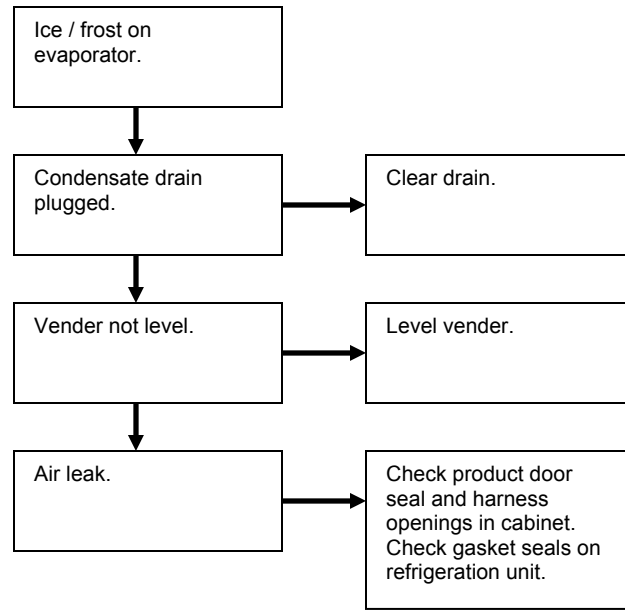 Ice / frost on
evaporator.
Condensate drain
plugged.
Clear drain.
Vender not level.
Level vender.
Air leak.
Check product door
seal and harness
openings in cabinet.
Check gasket seals on
refrigeration unit.